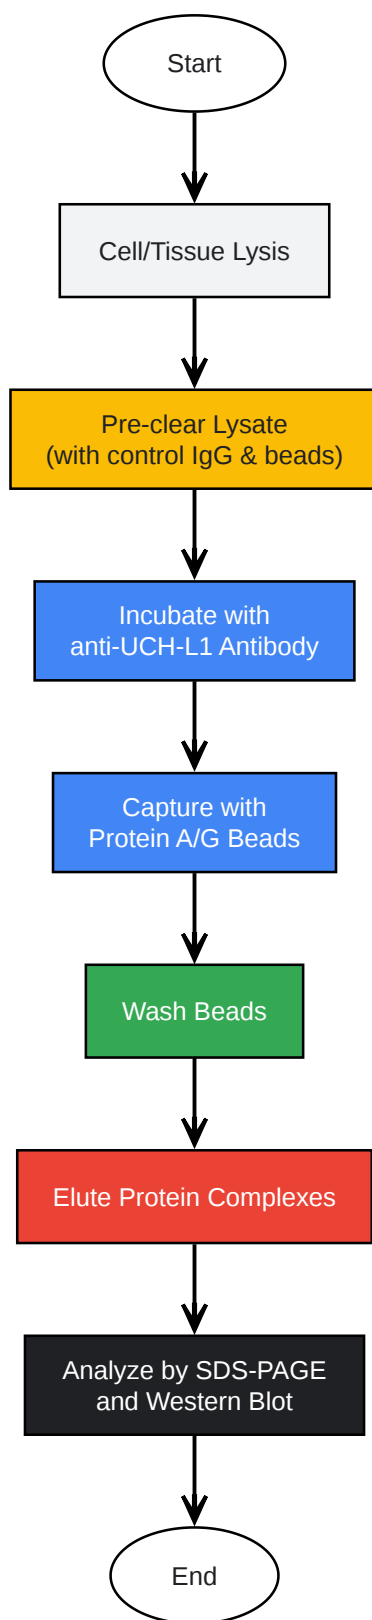 Start
Cell/Tissue Lysis
Pre-clear Lysate
(with control IgG & beads)
Incubate with
anti-UCH-L1 Antibody
Capture with
Protein A/G Beads
Wash Beads
Elute Protein Complexes
Analyze by SDS-PAGE
and Western Blot
End